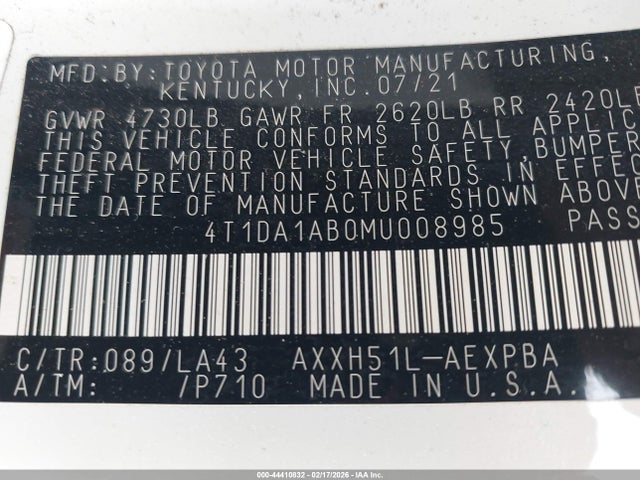 MFD. BY: TOYOTA MOTOR MANUFACTURING,
KENTUCKY, INC. 07/21
GVWR 4730LB GAWR FR 2620LB RR 2420LB
THIS VEHICLE CONFORMS TO ALL APPLIC
FEDERAL MOTOR VEHICLE SAFETY, BUMPER
THEFT PREVENTION STANDARDS IN EFFEC
THE DATE OF MANUFACTURE SHOWN ABOVE
4T1DA1AB0MU008985 PASS
C/TR: 089/LA43 AXXH51L-AEXPBA
A/TM: /P710 MADE IN U.S.A.
000-44410832 - 02/17/2026 - IAAI.COM